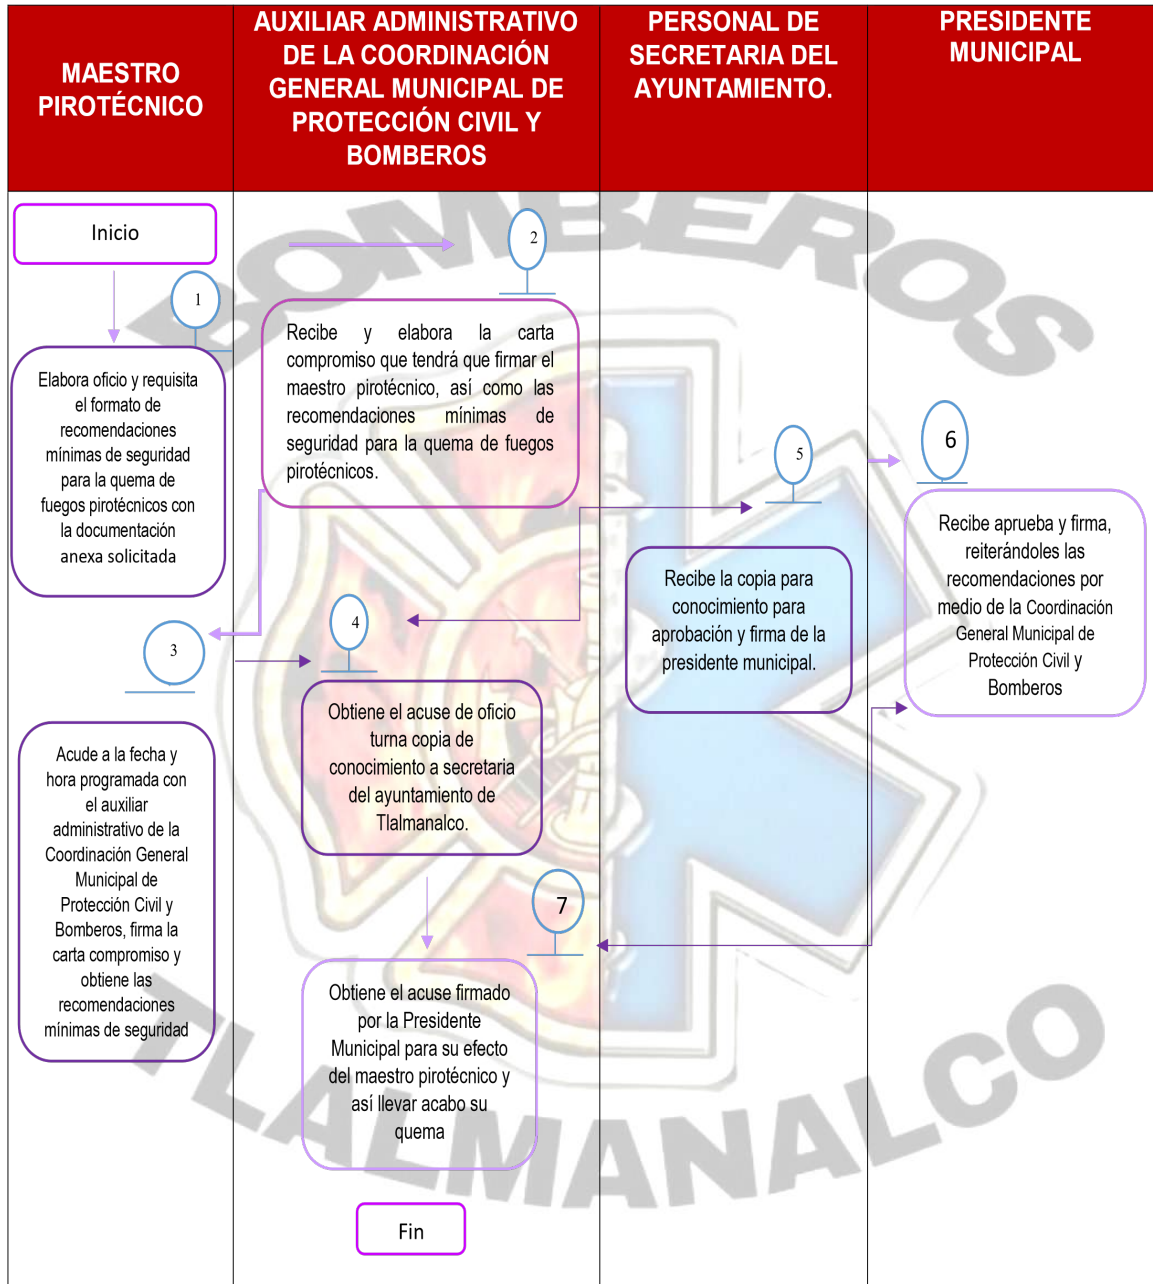 MAESTRO
PIROTÉCNICO
AUXILIAR ADMINISTRATIVO
DE LA COORDINACIÓN
GENERAL MUNICIPAL DE
PROTECCIÓN CIVIL Y
BOMBEROS
PERSONAL DE
SECRETARIA DEL
AYUNTAMIENTO.
PRESIDENTE
MUNICIPAL
BOMBEROS
Inicio
1
Elabora oficio y requisita
el formato de
recomendaciones
mínimas de seguridad
para la quema de
fuegos pirotécnicos con
la documentación
anexa solicitada
2
Recibe y elabora la carta
compromiso que tendrá que firmar el
maestro pirotécnico, así como las
recomendaciones mínimas de
seguridad para la quema de fuegos
pirotécnicos.
3
Acude a la fecha y
hora programada con
el auxiliar
administrativo de la
Coordinación General
Municipal de
Protección Civil y
Bomberos, firma la
carta compromiso y
obtiene las
recomendaciones
mínimas de seguridad
4
Obtiene el acuse de oficio
turna copia de
conocimiento a secretaria
del ayuntamiento de
Tlalmanalco.
5
Recibe la copia para
conocimiento para
aprobación y firma de la
presidente municipal.
6
Recibe aprueba y firma,
reiterándoles las
recomendaciones por
medio de la Coordinación
General Municipal de
Protección Civil y
Bomberos
7
Obtiene el acuse firmado
por la Presidente
Municipal para su efecto
del maestro pirotécnico y
así llevar acabo su
quema
Fin
TLALMANALCO